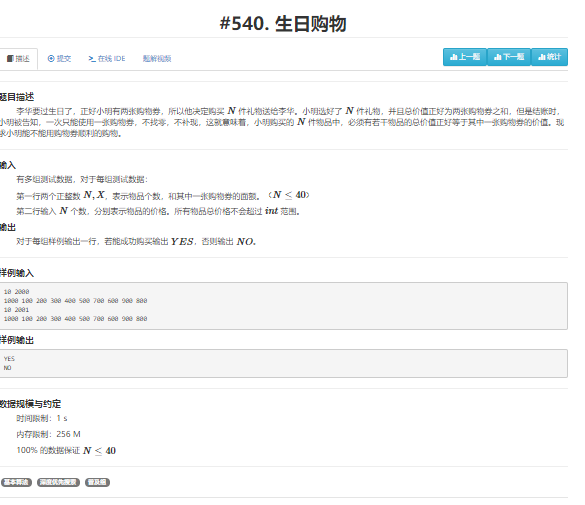 #540. 生日购物
描述 提交 在线 IDE 题解视频 上一题 下一题 统计
题目描述
李华要过生日了，正好小明有两张购物券，所以他决定购买 N 件礼物送给李华。小明选好了 N 件礼物，并且总价值正好为两张购物券之和，但是结账时，
小明被告知，一次只能使用一张购物券，不找零，不补现，这就意味着，小明购买的 N 件物品中，必须有若干物品的总价值正好等于其中一张购物券的价值。现
求小明能不能用购物券顺利的购物。
输入
有多组测试数据，对于每组测试数据：
第一行两个正整数 N, X，表示物品个数，和其中一张购物券的面额。（N ≤ 40）
第二行输入 N 个数，分别表示物品的价格。所有物品总价格不会超过 int 范围。
输出
对于每组样例输出一行，若能成功购买输出 YES，否则输出 NO。
样例输入
10 2000
1000 100 200 300 400 500 700 600 900 800
10 2001
1000 100 200 300 400 500 700 600 900 800
样例输出
YES
NO
数据规模与约定
时间限制：1 s
内存限制：256 M
100% 的数据保证 N ≤ 40
基本算法 深度优先搜索 普及组